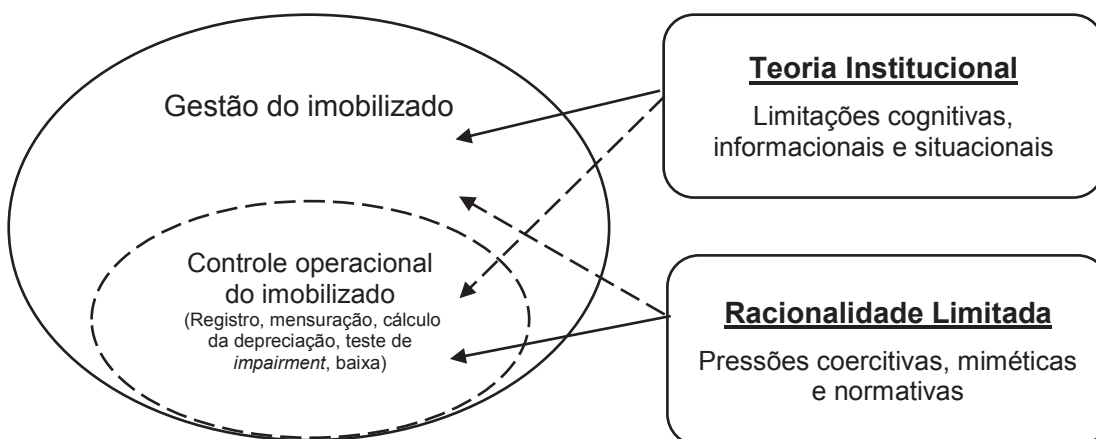 Gestão do imobilizado
Controle operacional
do imobilizado
(Registro, mensuração, cálculo
da depreciação, teste de
impairment, baixa)
Teoria Institucional
Limitações cognitivas,
informacionais e situacionais
Racionalidade Limitada
Pressões coercitivas, miméticas
e normativas